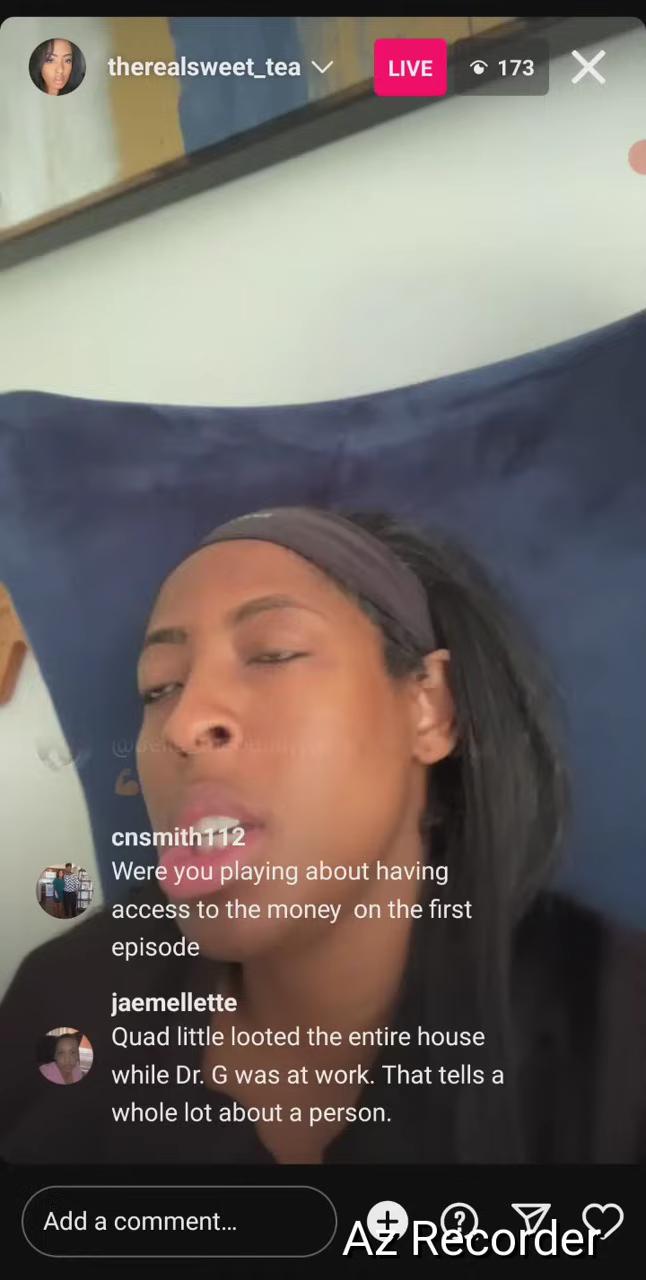 therealsweet_tea
LIVE
173
cnsmith112
Were you playing about having
access to the money on the first
episode
jaemellette
Quad little looted the entire house
while Dr. G was at work. That tells a
whole lot about a person.
Add a comment...
Az Recorder